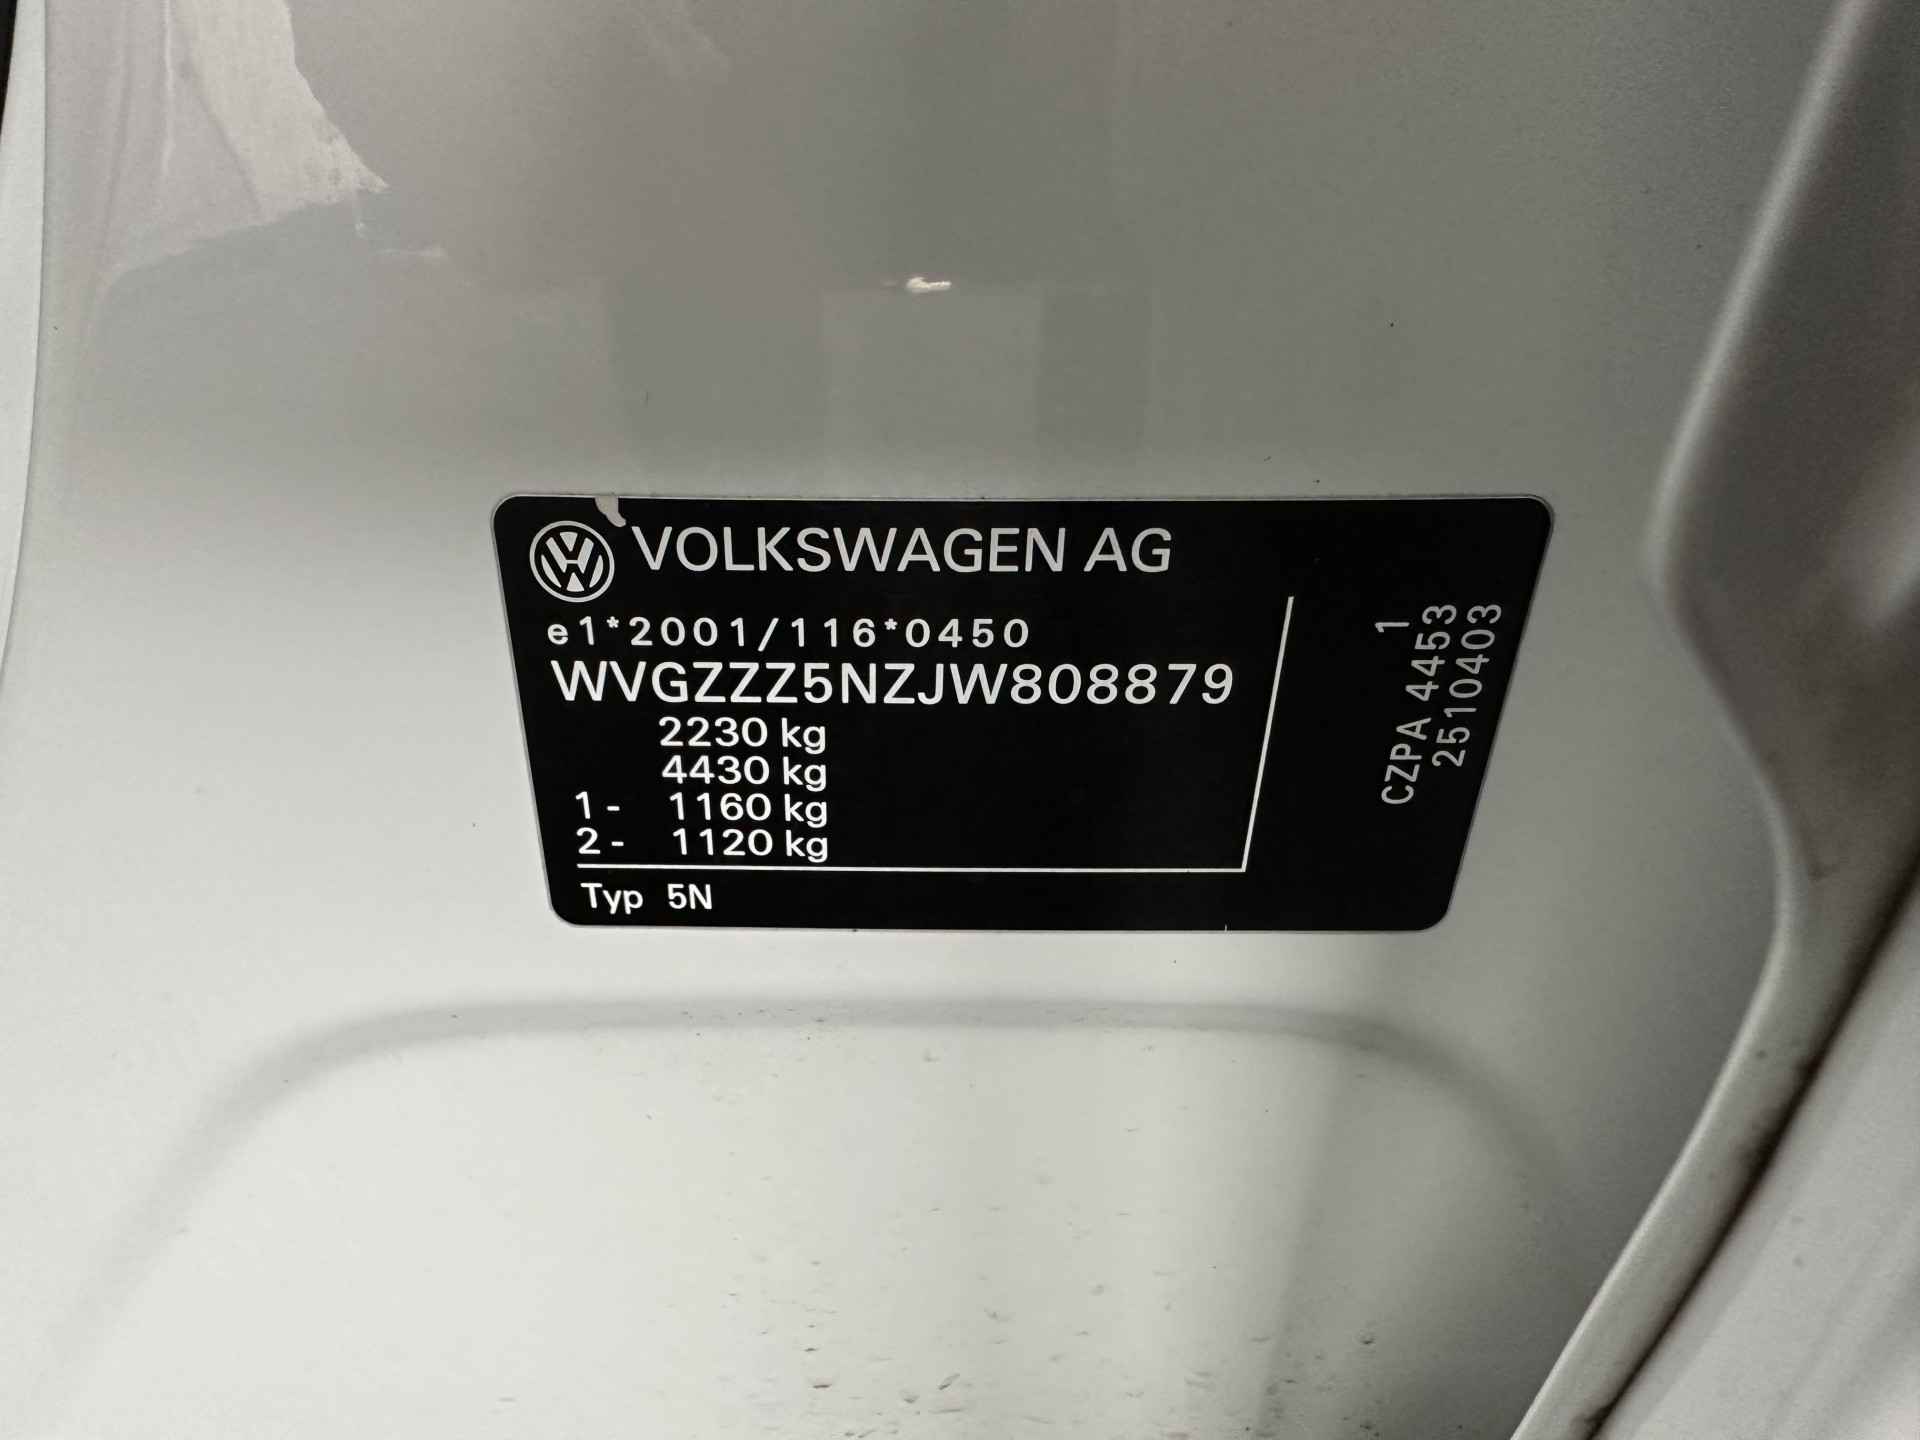 VOLKSWAGEN AG
e1*2001/116*0450
WVGZZZ5NZJW808879
2230 kg
4430 kg
1- 1160 kg
2- 1120 kg
Typ 5N
1
CZPA 4453
2510403